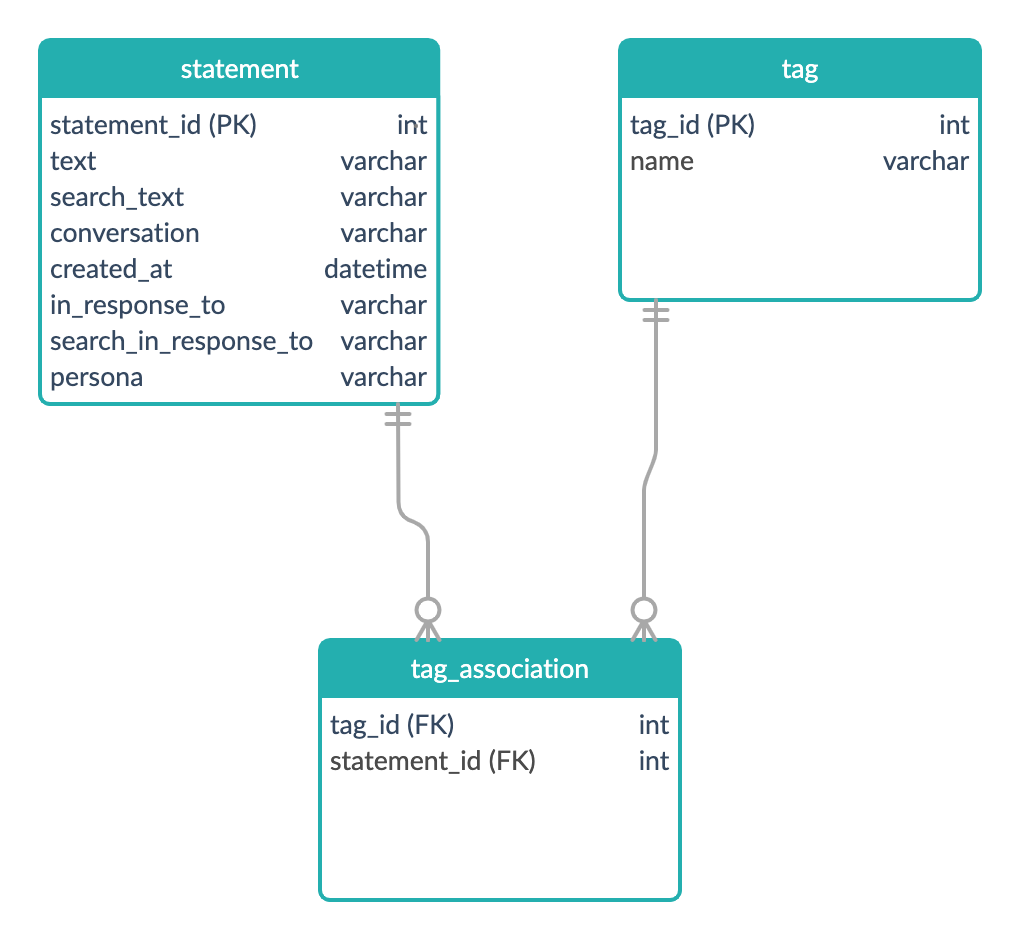 statement
statement_id (PK) int
text varchar
search_text varchar
conversation varchar
created_at datetime
in_response_to varchar
search_in_response_to varchar
persona varchar
tag
tag_id (PK) int
name varchar
tag_association
tag_id (FK) int
statement_id (FK) int